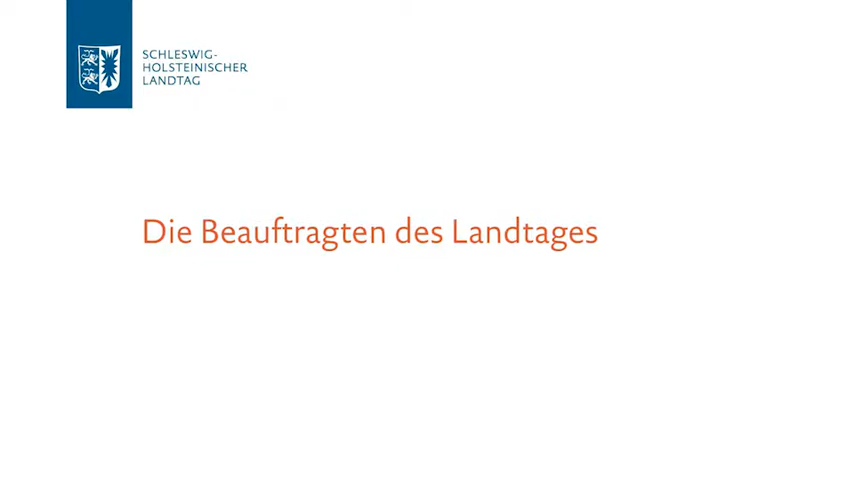 SCHLESWIG-
HOLSTEINISCHER
LANDTAG
Die Beauftragten des Landtages